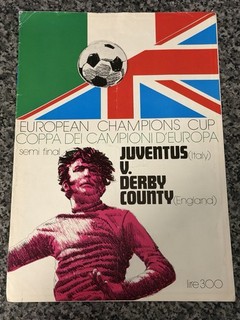 EUROPEAN CHAMPIONS CUP
COPPA DEI CAMPIONI D'EUROPA
semi final
JUVENTUS (Italy)
V.
DERBY
COUNTY (England)
lire 300